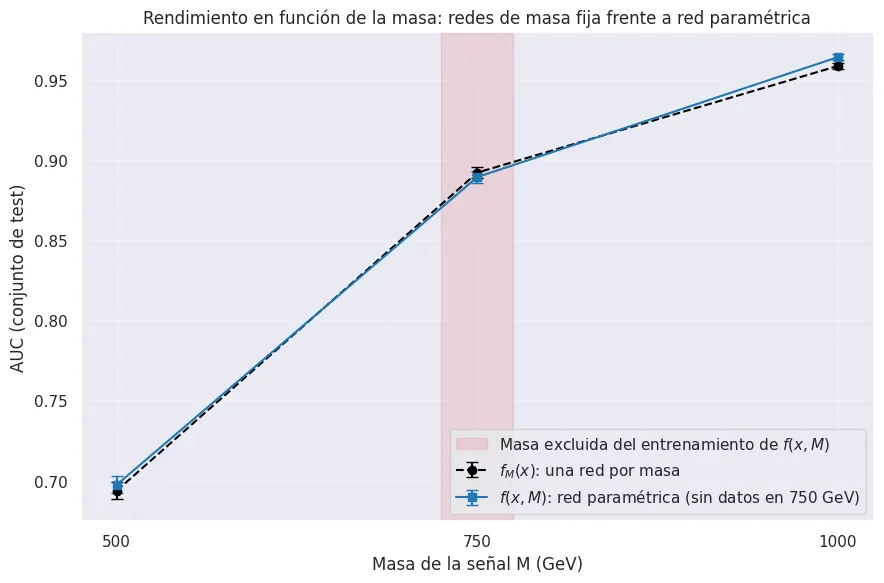 Rendimiento en función de la masa: redes de masa fija frente a red paramétrica
AUC (conjunto de test)
0.95
0.90
0.85
0.80
0.75
0.70
Masa excluida del entrenamiento de f(x, M)
f_M(x): una red por masa
f(x, M): red paramétrica (sin datos en 750 GeV)
500
750
1000
Masa de la señal M (GeV)